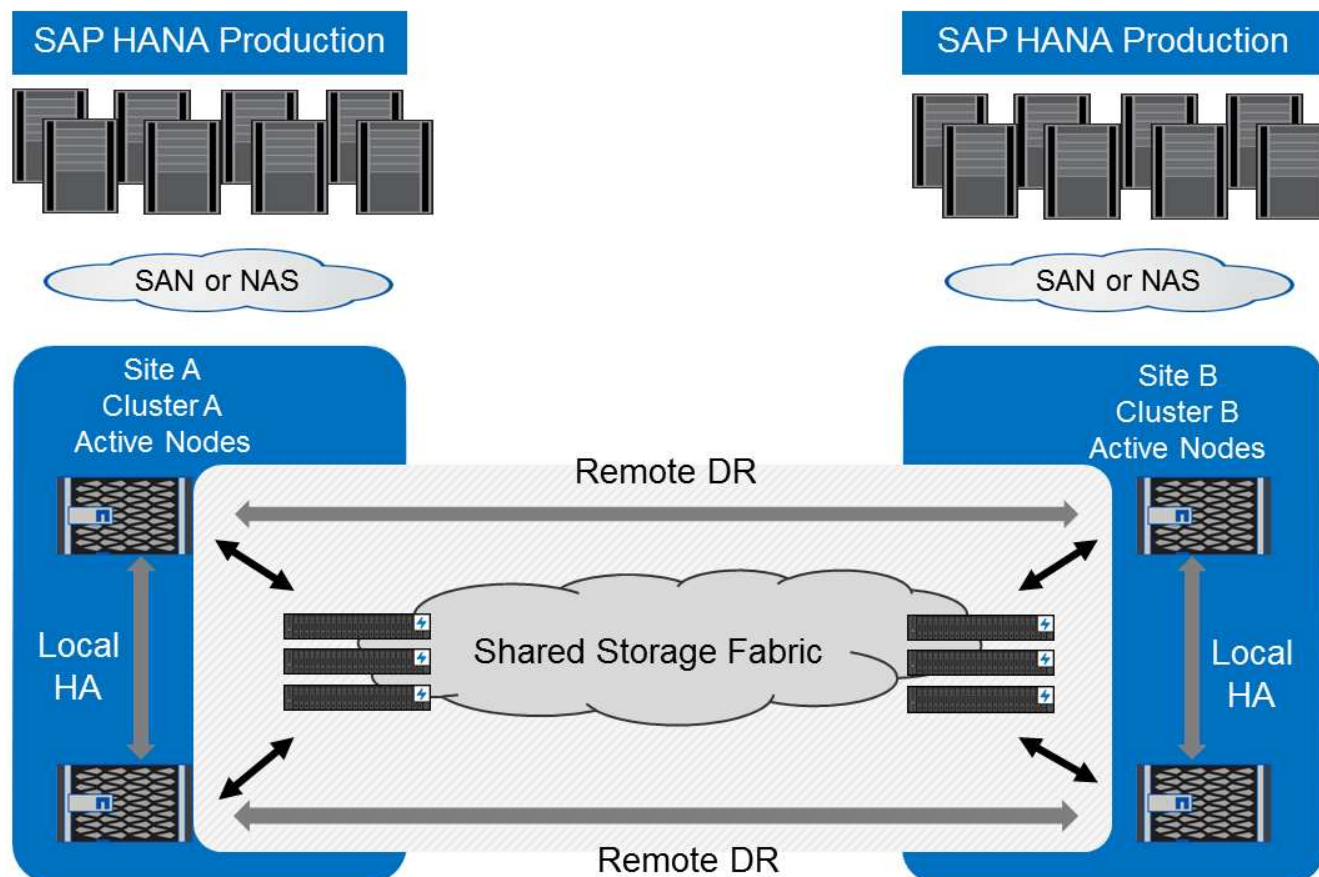 SAP HANA Production
SAP HANA Production
SAN or NAS
SAN or NAS
Site A
Cluster A
Active Nodes
Site B
Cluster B
Active Nodes
Remote DR
Local
HA
Shared Storage Fabric
Local
HA
Remote DR